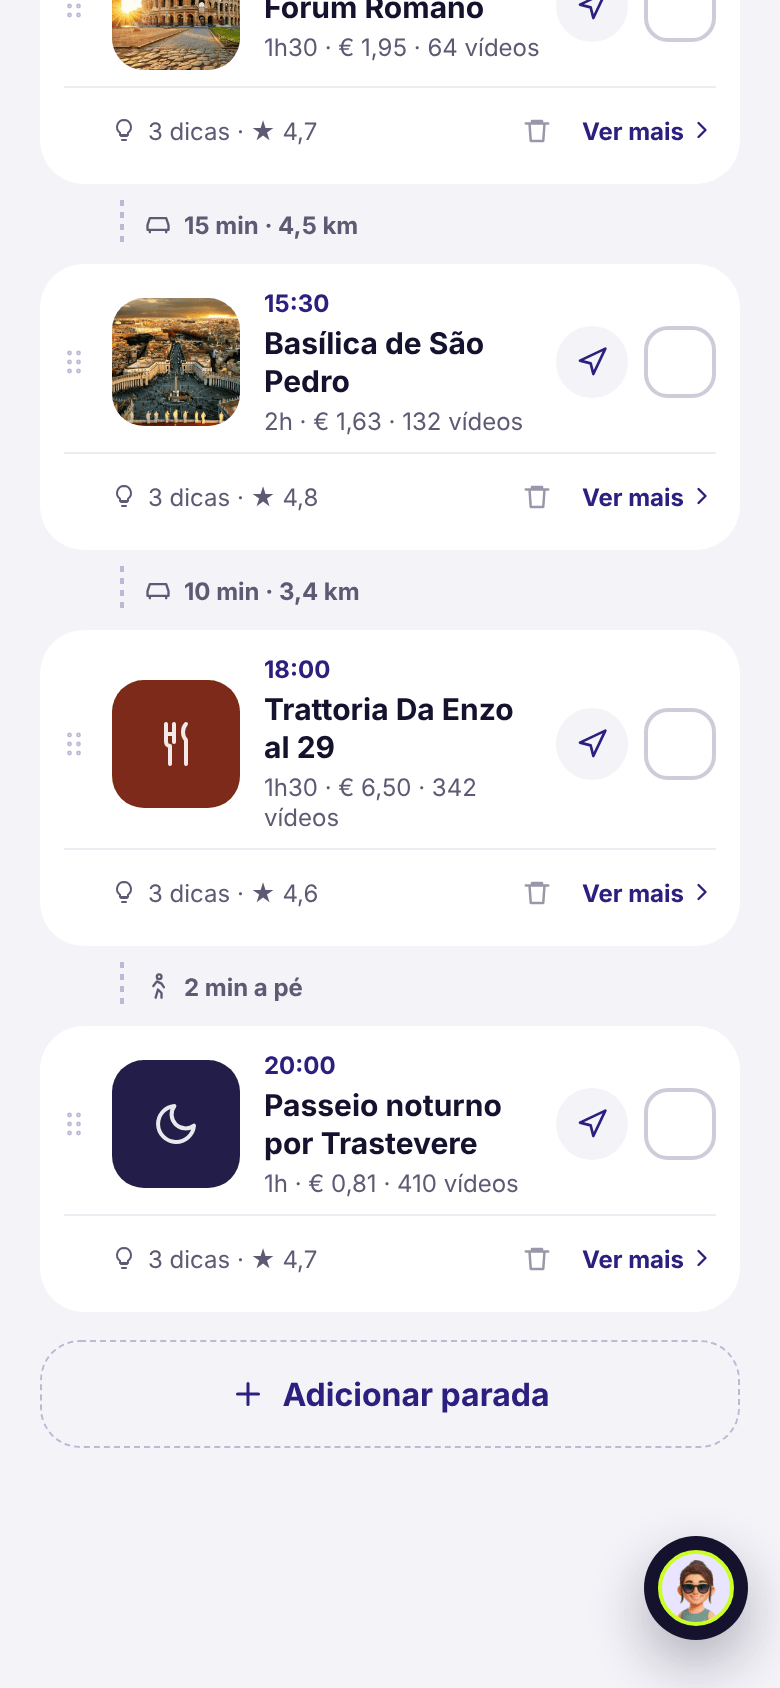 Fórum Romano
1h30 · € 1,95 · 64 vídeos
3 dicas · ★ 4,7
Ver mais
15 min · 4,5 km
15:30
Basílica de São
Pedro
2h · € 1,63 · 132 vídeos
3 dicas · ★ 4,8
Ver mais
10 min · 3,4 km
18:00
Trattoria Da Enzo
al 29
1h30 · € 6,50 · 342
vídeos
3 dicas · ★ 4,6
Ver mais
2 min a pé
20:00
Passeio noturno
por Trastevere
1h · € 0,81 · 410 vídeos
3 dicas · ★ 4,7
Ver mais
Adicionar parada